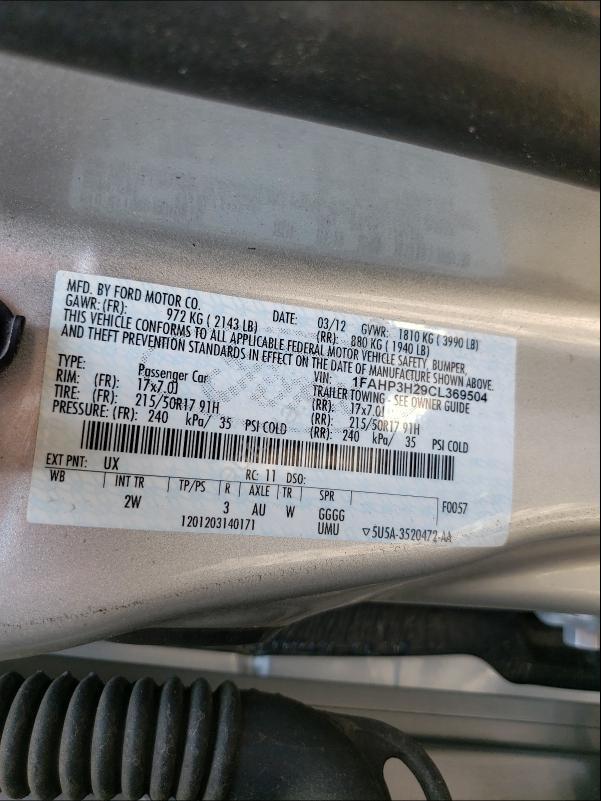 MFD. BY FORD MOTOR CO.
DATE: 03/12 GVWR: 1810 KG ( 3990 LB)
GAWR: (FR): 972 KG ( 2143 LB) (RR): 880 KG ( 1940 LB)
THIS VEHICLE CONFORMS TO ALL APPLICABLE FEDERAL MOTOR VEHICLE SAFETY, BUMPER,
AND THEFT PREVENTION STANDARDS IN EFFECT ON THE DATE OF MANUFACTURE SHOWN ABOVE.
VIN: 1FAHP3H29CL369504
TYPE: Passenger Car TRAILER TOWING - SEE OWNER GUIDE
RIM: (FR): 17x7.0J (RR): 17x7.0J
TIRE: (FR): 215/50R17 91H (RR): 215/50R17 91H
PRESSURE: (FR): 240 kPa/ 35 PSI COLD (RR): 240 kPa/ 35 PSI COLD
EXT PNT: UX RC: 11 DSO:
WB INT TR TP/PS R AXLE TR SPR F0057
2W 3 AU W GGGG
1201203140171 UMU ▽5U5A-3520472-AA